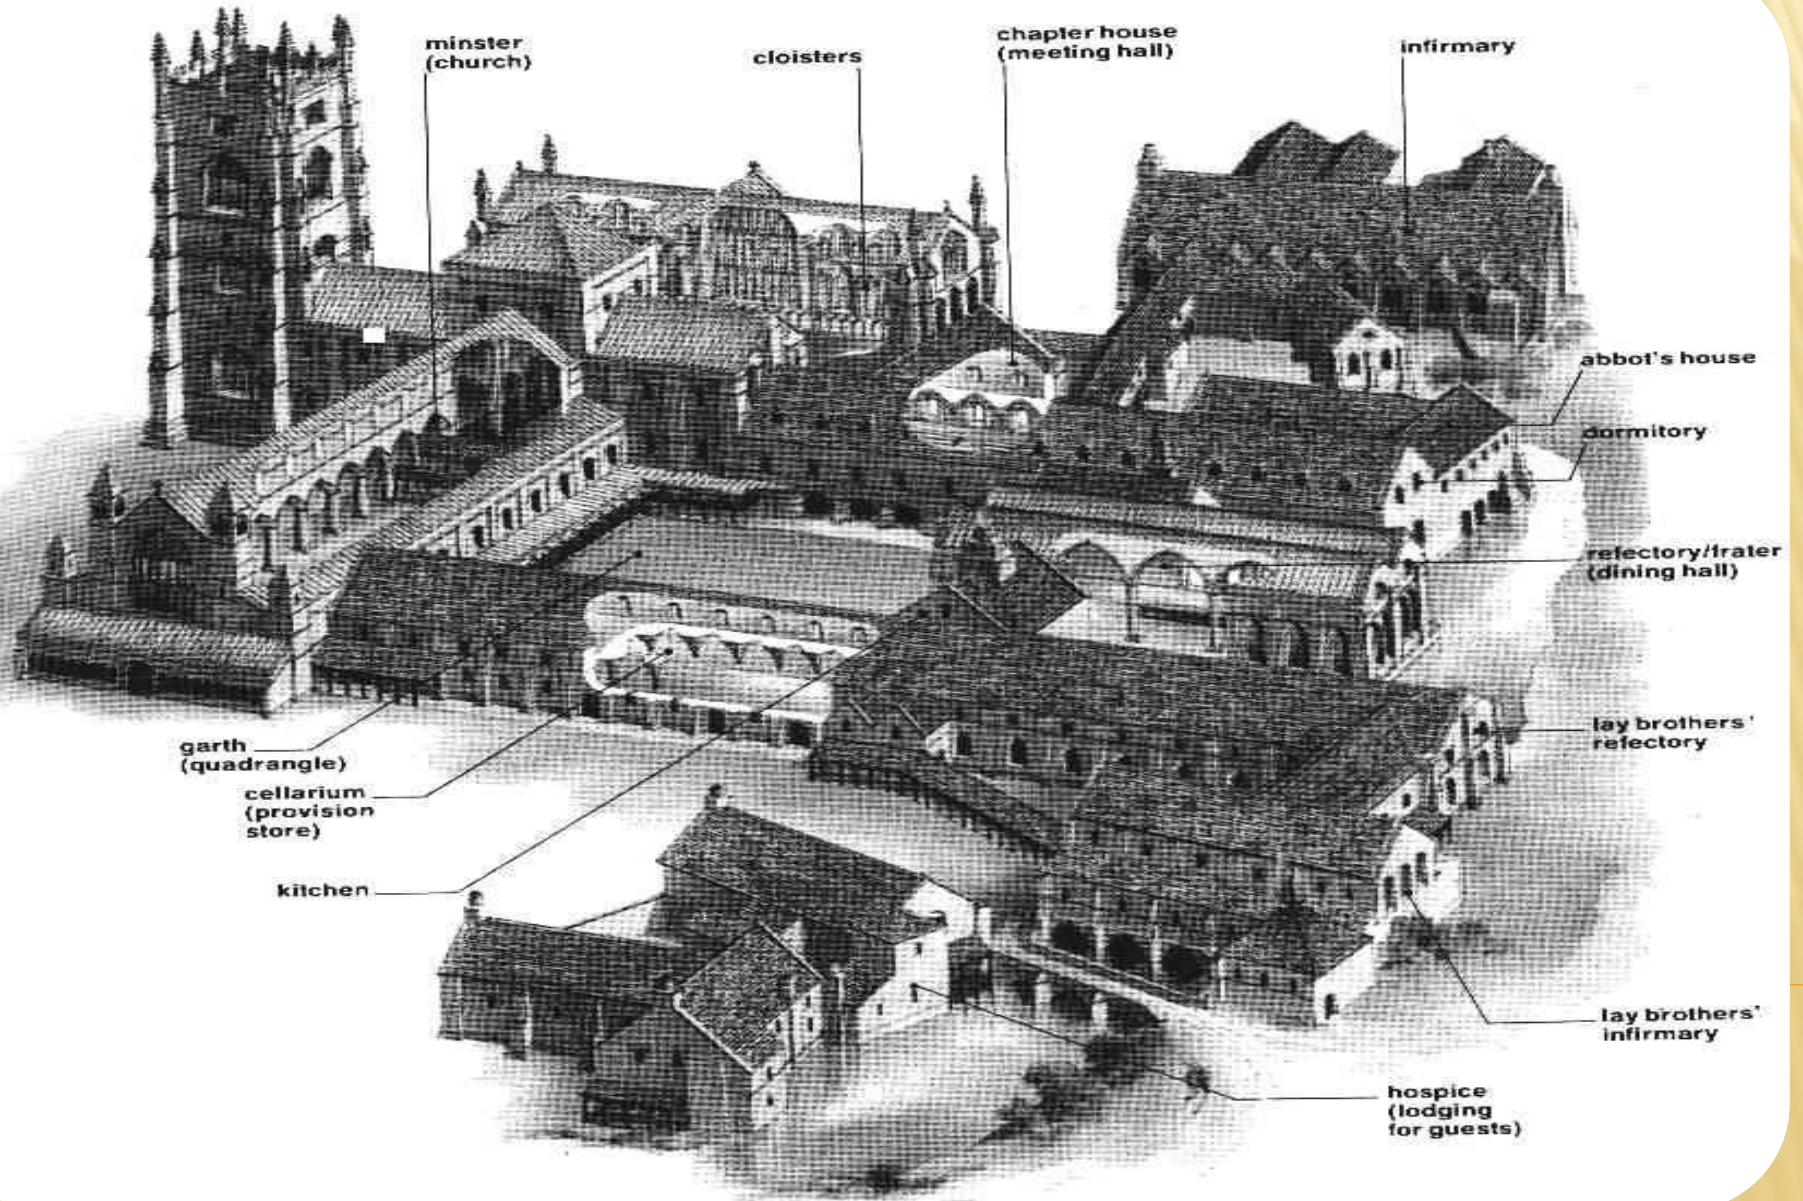 minster
(church)
cloisters
chapter house
(meeting hall)
infirmary
abbot's house
dormitory
refectory/frater
(dining hall)
lay brothers'
refectory
garth
(quadrangle)
cellarium
(provision
store)
kitchen
lay brothers'
infirmary
hospice
(lodging
for guests)